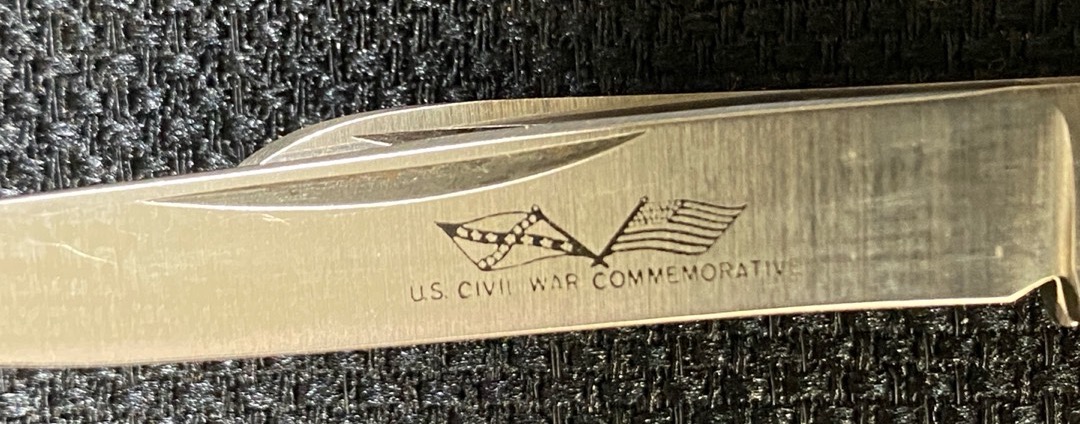 U.S. CIVIL WAR COMMEMORATIVE